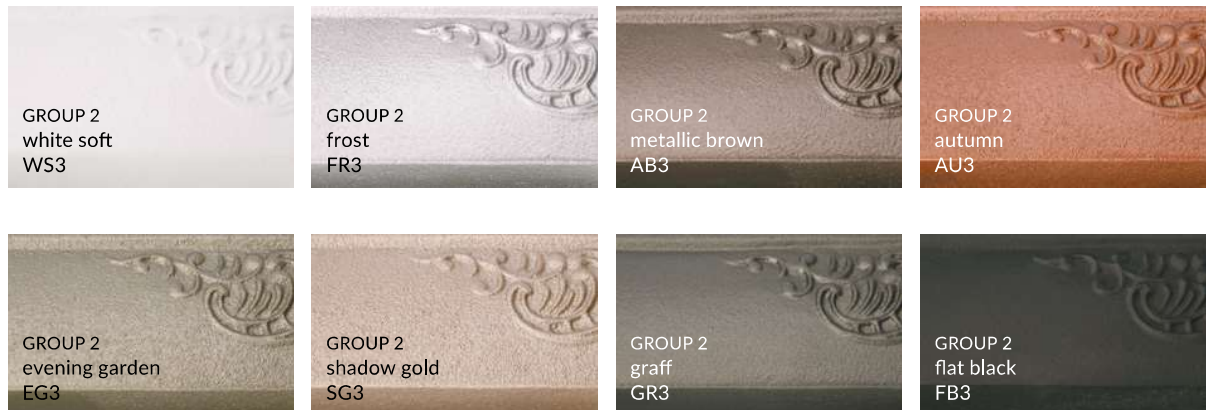 GROUP 2
white soft
WS3
GROUP 2
frost
FR3
GROUP 2
metallic brown
AB3
GROUP 2
autumn
AU3
GROUP 2
evening garden
EG3
GROUP 2
shadow gold
SG3
GROUP 2
graff
GR3
GROUP 2
flat black
FB3